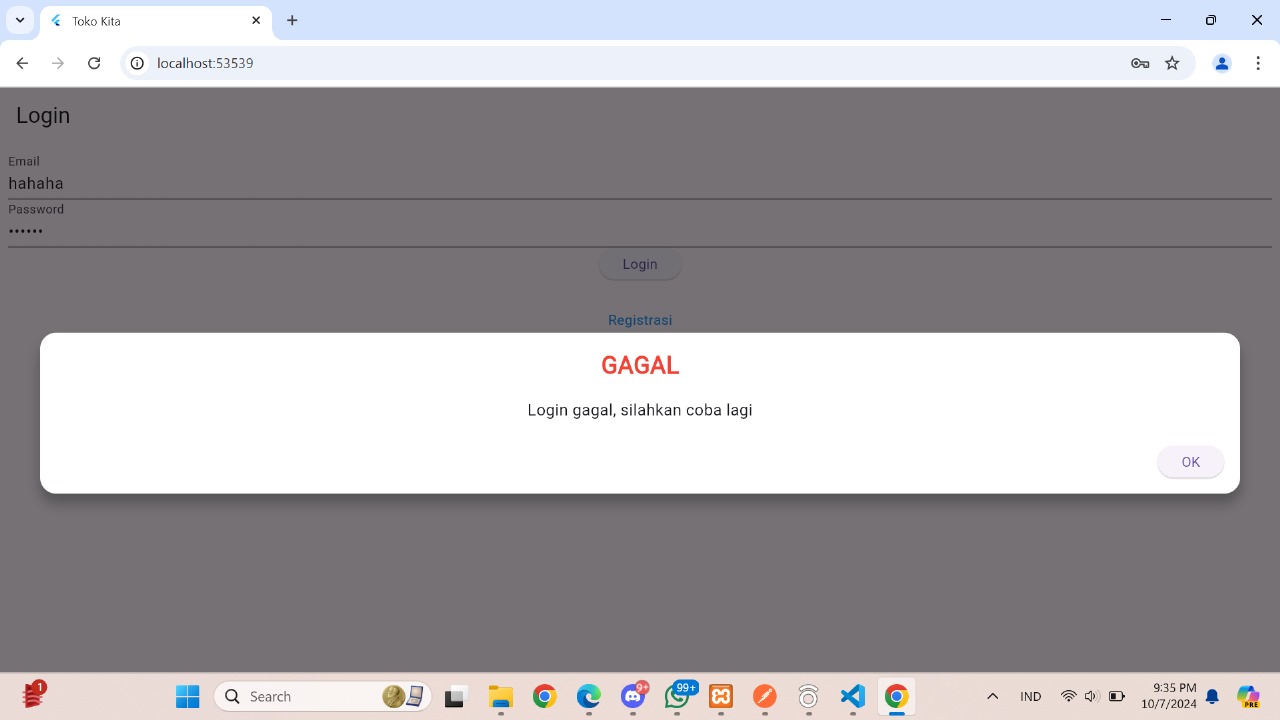 Toko Kita
localhost:53539
Login
Email
hahaha
Password
••••••
Login
Registrasi
GAGAL
Login gagal, silahkan coba lagi
OK
1
Search
9+
99+
IND
9:35 PM
10/7/2024
PRE